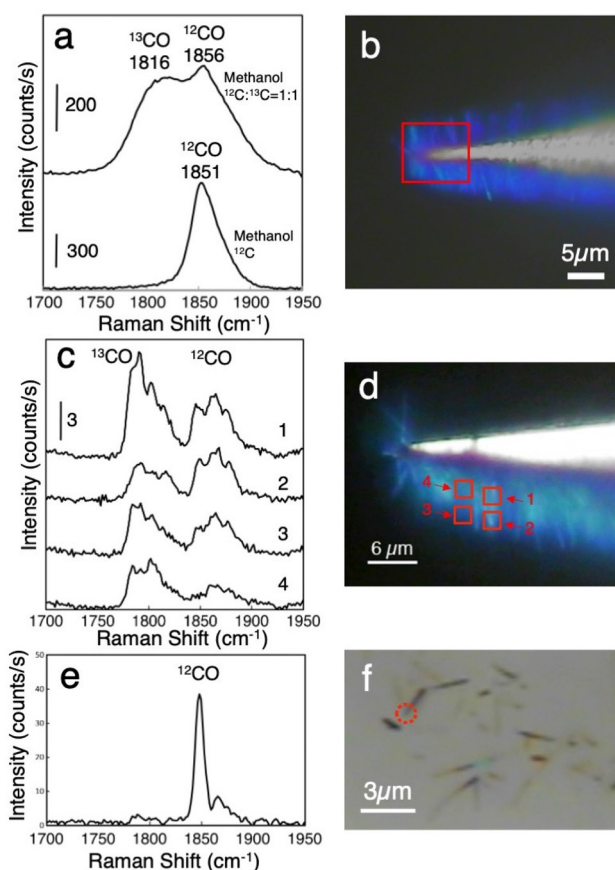 a
¹³CO
1816
¹²CO
1856
Methanol
¹²C:¹³C=1:1
200
¹²CO
1851
Methanol
¹²C
300
Intensity (counts/s)
1700 1750 1800 1850 1900 1950
Raman Shift (cm⁻¹)
b
5µm
c
¹³CO
¹²CO
3
1
2
3
4
Intensity (counts/s)
1700 1750 1800 1850 1900 1950
Raman Shift (cm⁻¹)
d
4
1
3
2
6 µm
e
¹²CO
50
40
30
20
10
0
Intensity (counts/s)
1700 1750 1800 1850 1900 1950
Raman Shift (cm⁻¹)
f
3µm